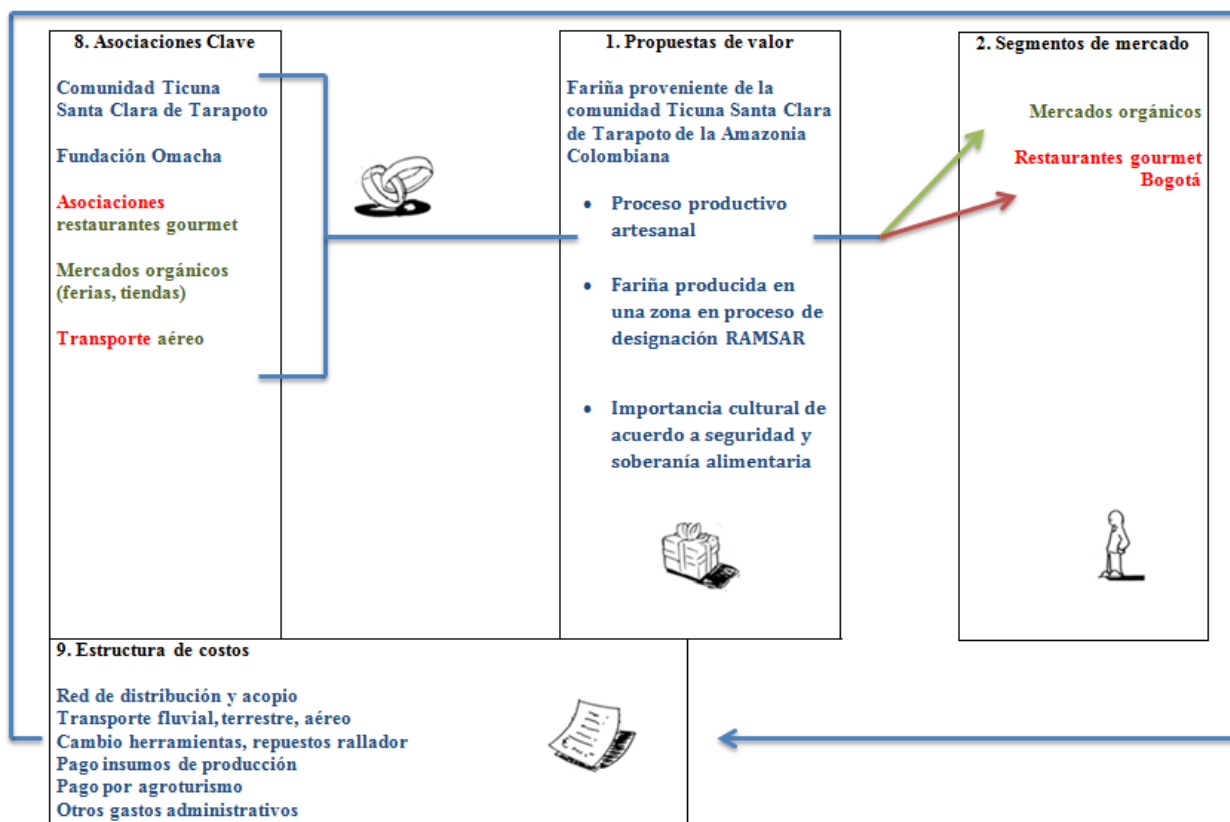 8. Asociaciones Clave
Comunidad Ticuna
Santa Clara de Tarapoto
Fundación Omacha
Asociaciones
restaurantes gourmet
Mercados orgánicos
(ferias, tiendas)
Transporte aéreo
1. Propuestas de valor
Fariña proveniente de la
comunidad Ticuna Santa Clara
de Tarapoto de la Amazonia
Colombiana
• Proceso productivo
artesanal
• Fariña producida en
una zona en proceso de
designación RAMSAR
• Importancia cultural de
acuerdo a seguridad y
soberanía alimentaria
2. Segmentos de mercado
Mercados orgánicos
Restaurantes gourmet
Bogotá
9. Estructura de costos
Red de distribución y acopio
Transporte fluvial, terrestre, aéreo
Cambio herramientas, repuestos rallador
Pago insumos de producción
Pago por agroturismo
Otros gastos administrativos